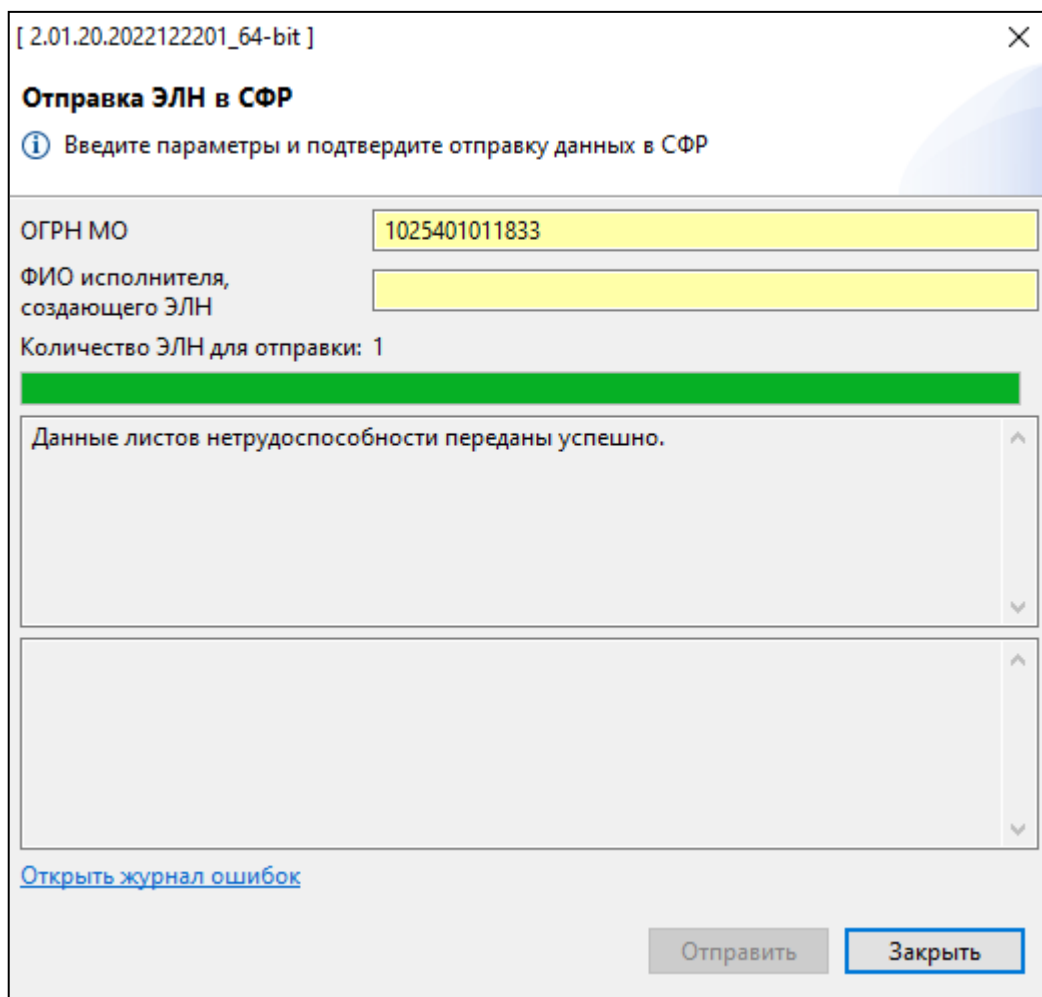 [ 2.01.20.2022122201_64-bit ]
Отправка ЭЛН в СФР
Введите параметры и подтвердите отправку данных в СФР
ОГРН МО
1025401011833
ФИО исполнителя,
создающего ЭЛН
Количество ЭЛН для отправки: 1
Данные листов нетрудоспособности переданы успешно.
Открыть журнал ошибок
Отправить
Закрыть